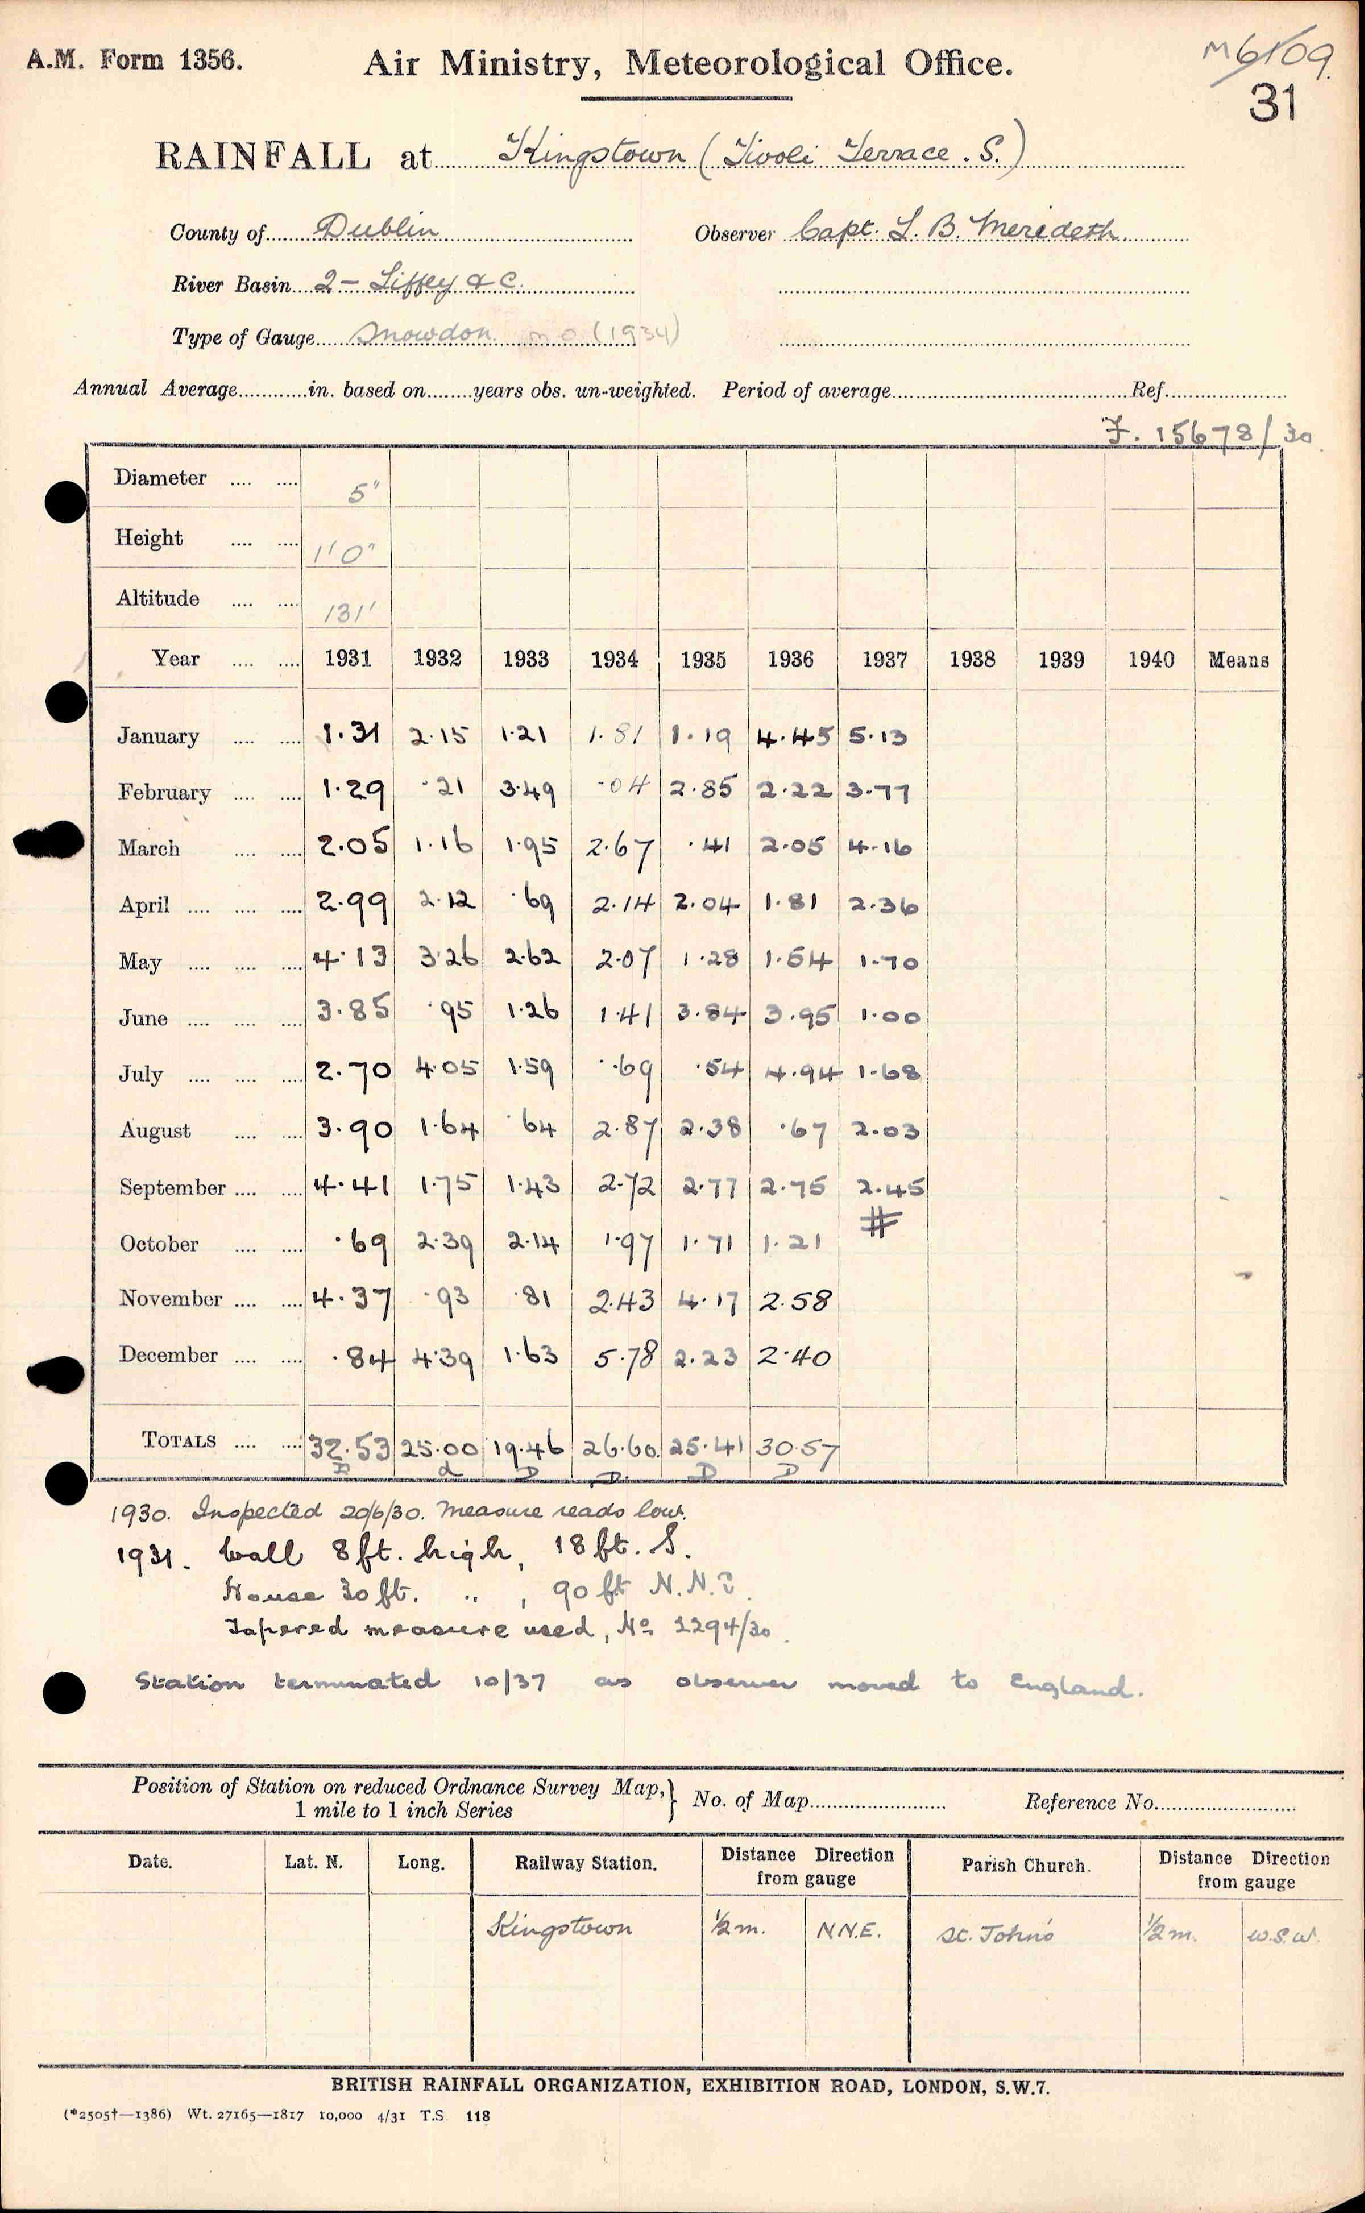 A.M. Form 1356.
Air Ministry, Meteorological Office.
M6109.
31
RAINFALL at Kingstown (Tivoli Terrace. S.)
County of Dublin Observer Capt. L. B. Merideth
River Basin 2 - Liffey & C.
Type of Gauge Snowdon M O (1934)
Annual Average............in. based on........years obs. un-weighted. Period of average.................... Ref...............
F. 15678/30
Diameter .... .... 5"
Height .... .... 1'0"
Altitude .... .... 131'
Year .... .... 1931 1932 1933 1934 1935 1936 1937 1938 1939 1940 Means
January .... .... 1.31 2.15 1.21 1.81 1.19 4.45 5.13
February .... .... 1.29 .21 3.49 .04 2.85 2.22 3.77
March .... .... 2.05 1.16 1.95 2.67 .41 2.05 4.16
April .... .... .... 2.99 2.12 .69 2.14 2.04 1.81 2.36
May .... .... .... 4.13 3.26 2.62 2.07 1.28 1.54 1.70
June .... .... .... 3.85 .95 1.26 1.41 3.84 3.95 1.00
July .... .... .... 2.70 4.05 1.59 .69 .54 4.94 1.68
August .... .... 3.90 1.64 .64 2.87 2.38 .67 2.03
September .... .... 4.41 1.75 1.43 2.72 2.77 2.75 2.45
#
October .... .... .69 2.39 2.14 1.97 1.71 1.21
November .... .... 4.37 .93 .81 2.43 4.17 2.58
December .... .... .84 4.39 1.63 5.78 2.23 2.40
TOTALS .... .... 32.53 25.00 19.46 26.60 25.41 30.57
D D D D D
1930. Inspected 20/6/30. Measure reads low.
1931. Wall 8 ft. high, 18 ft. S.
House 30 ft. " , 90 ft N.N.E.
Tapered measure used, No. 2294/30.
Station terminated 10/37 as observer moved to England.
Position of Station on reduced Ordnance Survey Map, } No. of Map........................ Reference No........................
1 mile to 1 inch Series
Date. Lat. N. Long. Railway Station. Distance Direction from gauge Parish Church. Distance Direction from gauge
Kingstown 1/2 m. N.N.E. St. John's 1/2 m. W.S.W.
BRITISH RAINFALL ORGANIZATION, EXHIBITION ROAD, LONDON, S.W.7.
(*2505†—1386) Wt. 27165—1817 10,000 4/31 T.S. 118